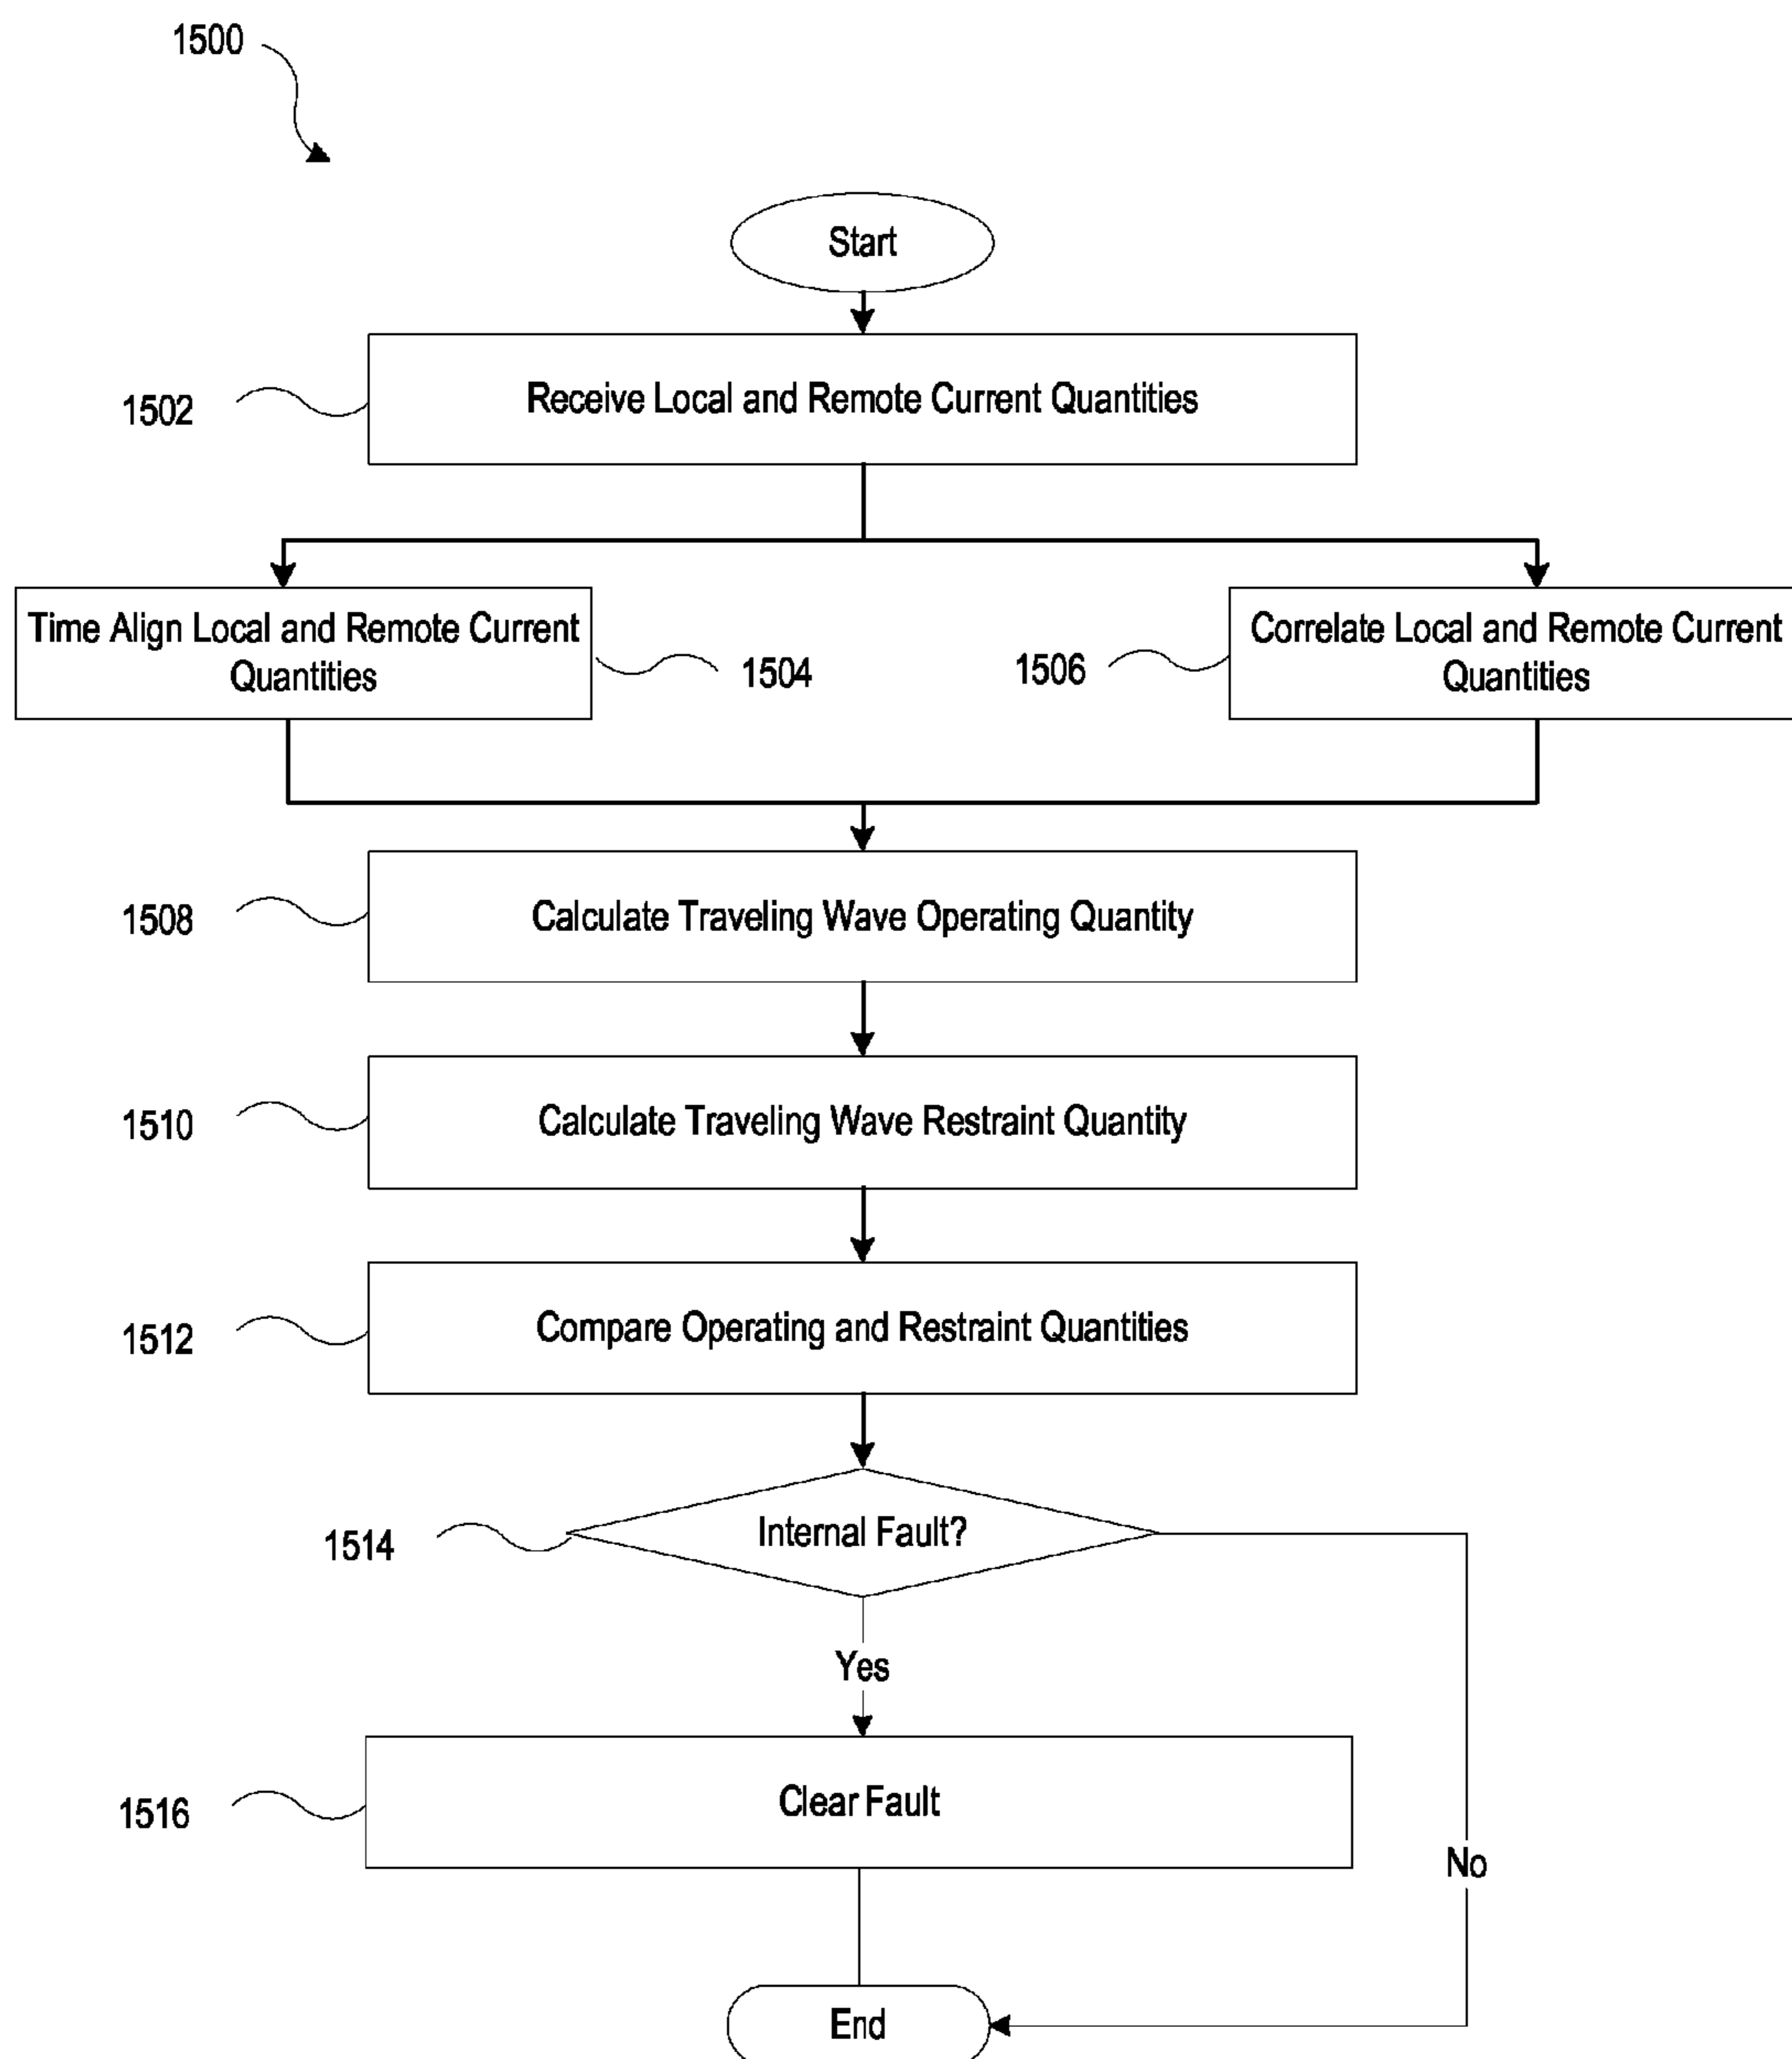 1500
Start
1502
Receive Local and Remote Current Quantities
Time Align Local and Remote Current
Quantities
1504
1506
Correlate Local and Remote Current
Quantities
1508
Calculate Traveling Wave Operating Quantity
1510
Calculate Traveling Wave Restraint Quantity
1512
Compare Operating and Restraint Quantities
1514
Internal Fault?
Yes
1516
Clear Fault
No
End